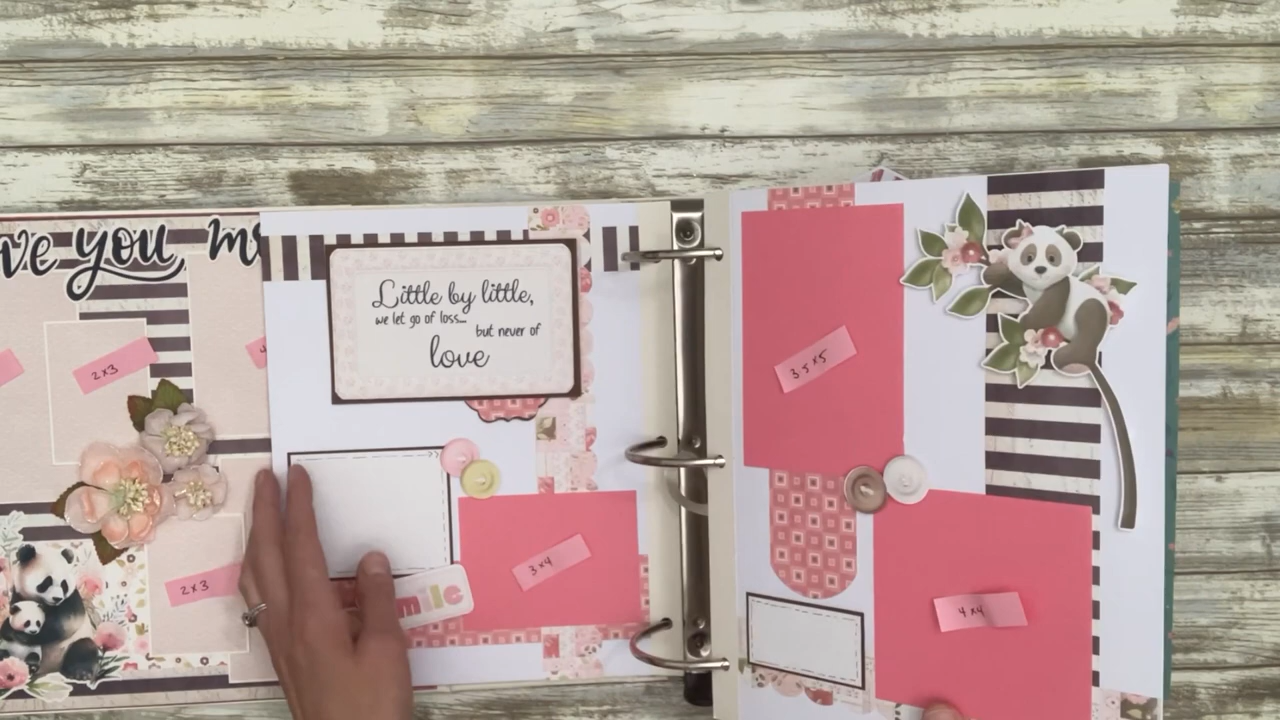 ve you m
2x3
2x3
Little by little,
we let go of loss...
but never of
love
mile
3x4
3.5x5
4x4